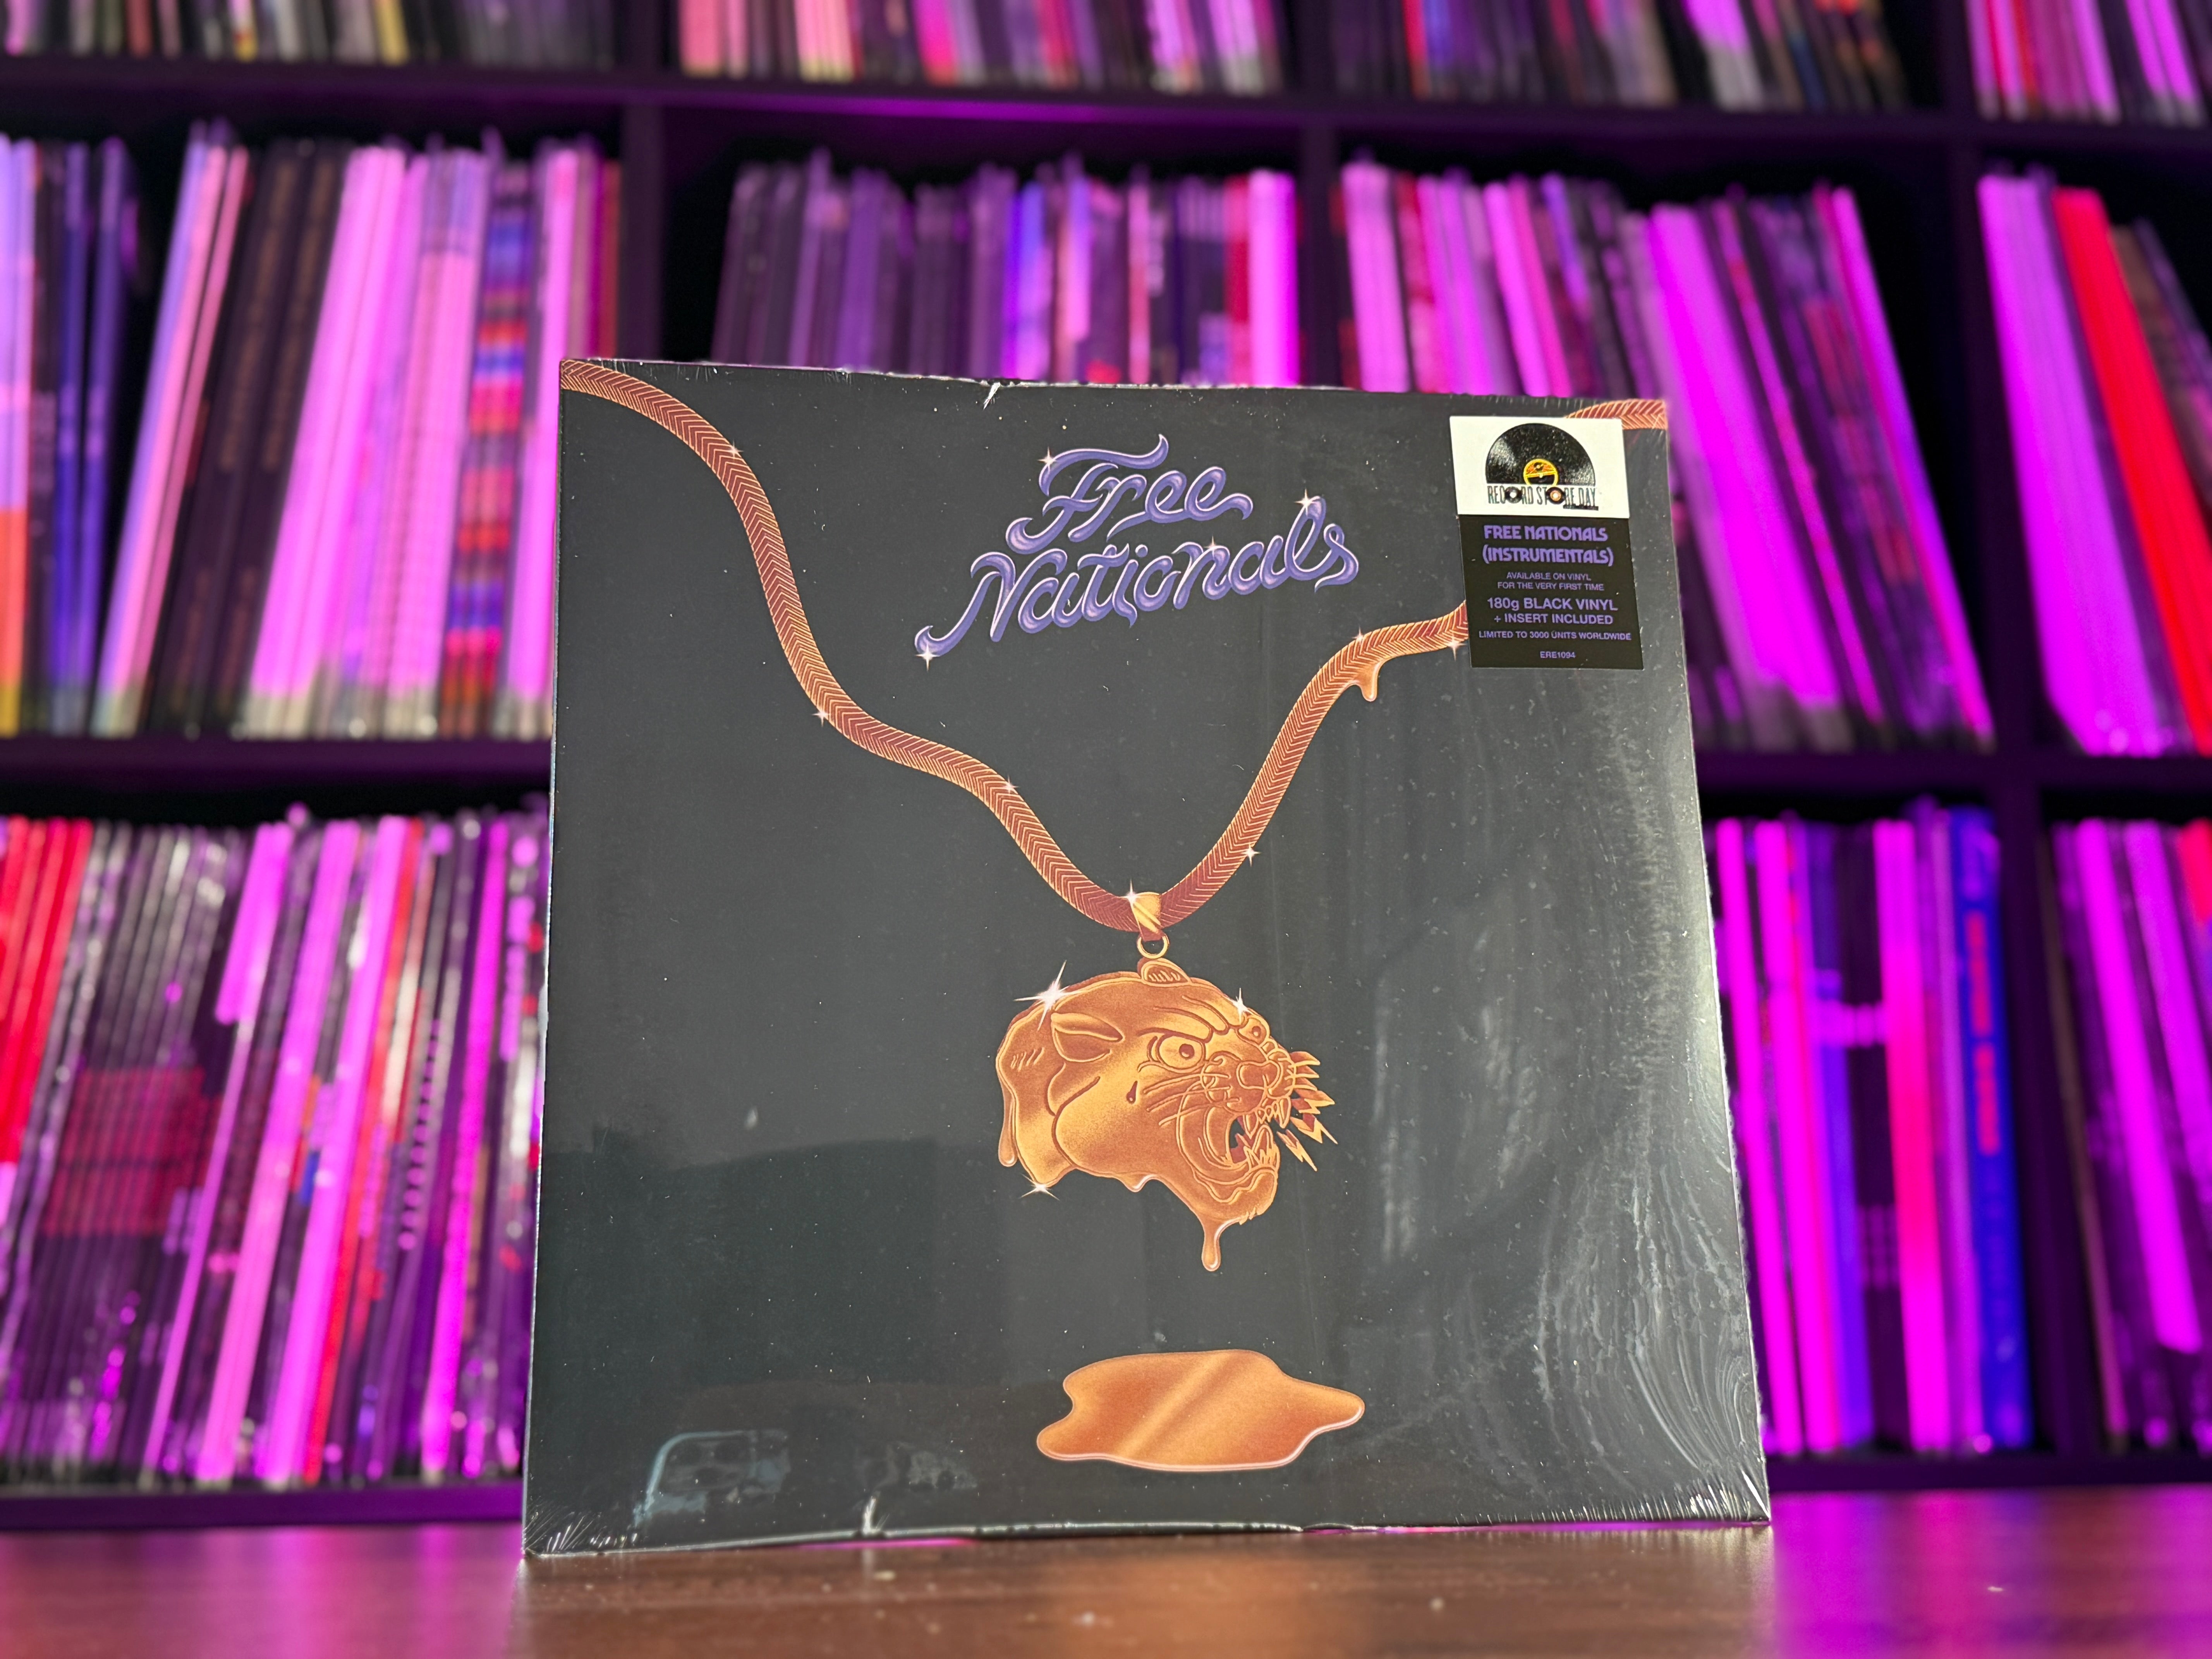 Free
Nationals
RECORD STORE DAY
FREE NATIONALS
(INSTRUMENTALS)
AVAILABLE ON VINYL
FOR THE VERY FIRST TIME
180g BLACK VINYL
+ INSERT INCLUDED
LIMITED TO 3000 UNITS WORLDWIDE
ERE1094